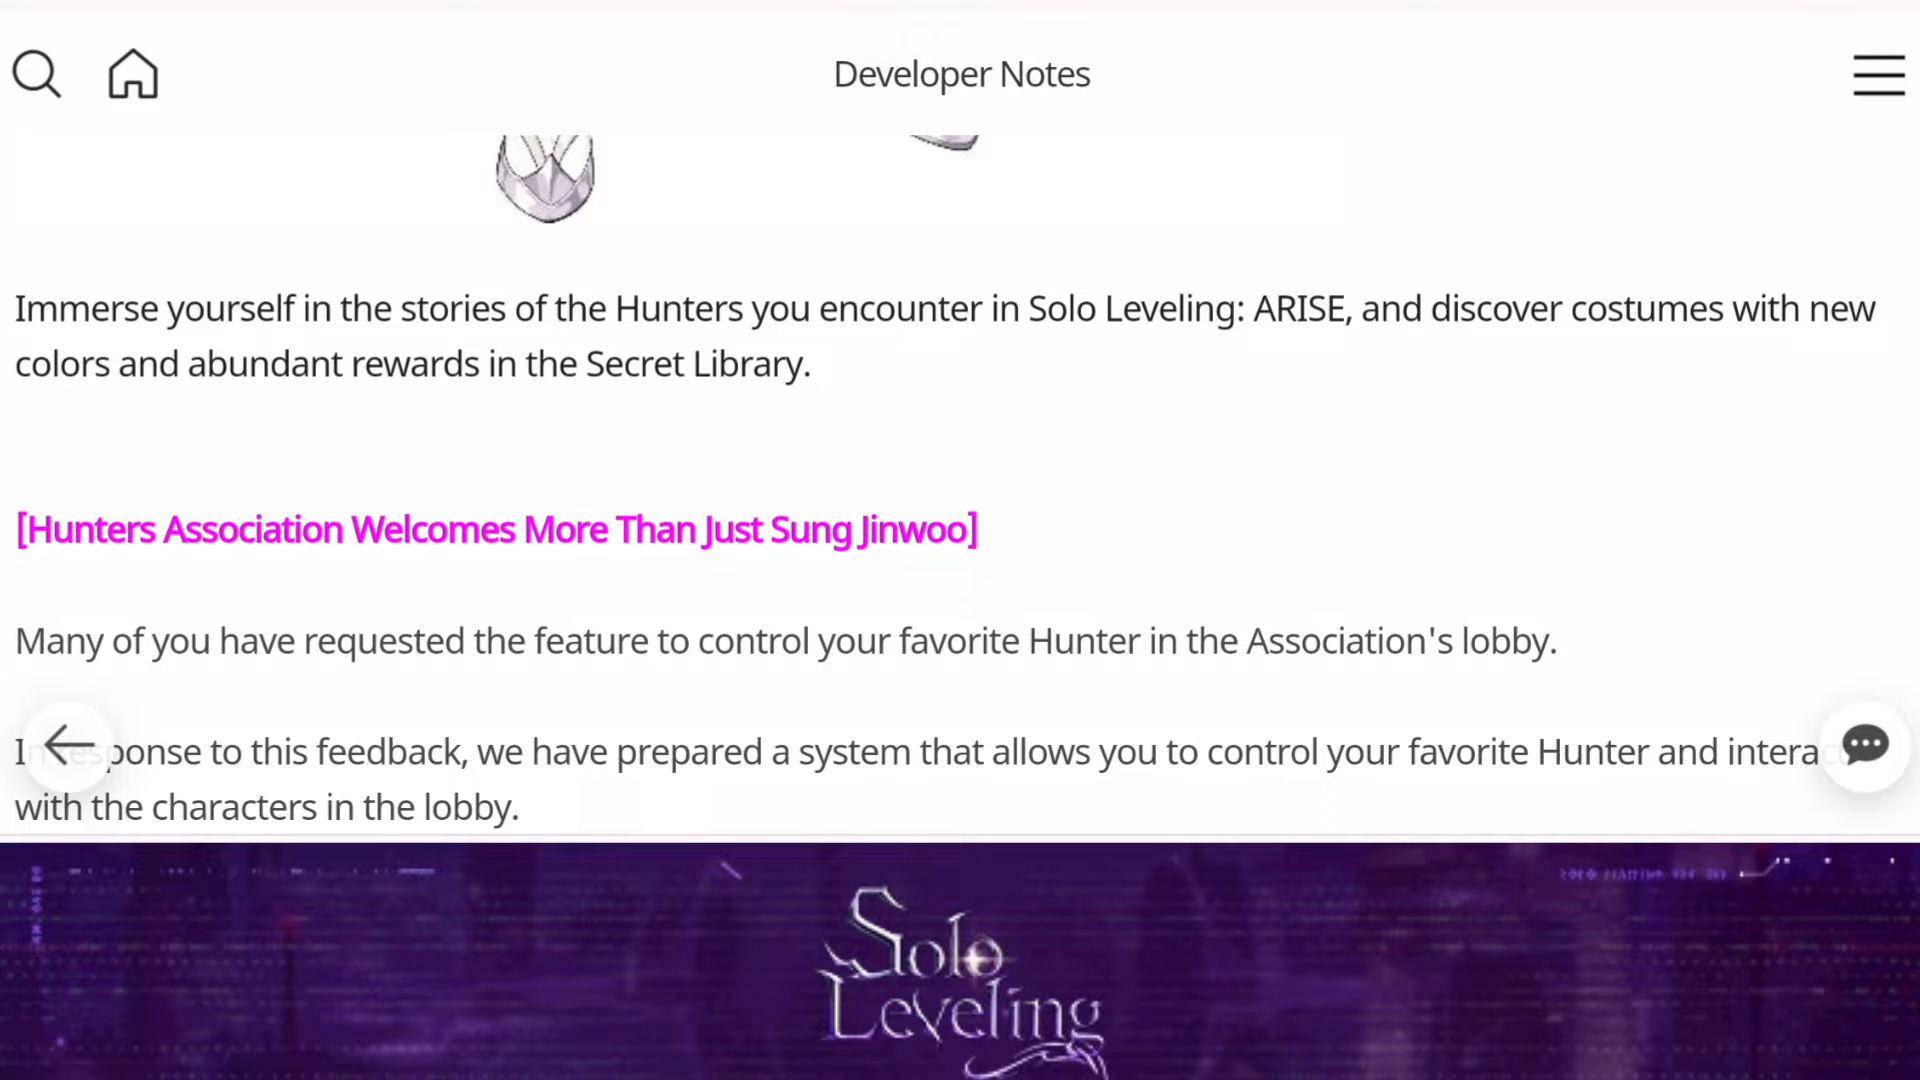 Developer Notes
Immerse yourself in the stories of the Hunters you encounter in Solo Leveling: ARISE, and discover costumes with new
colors and abundant rewards in the Secret Library.
[Hunters Association Welcomes More Than Just Sung Jinwoo]
Many of you have requested the feature to control your favorite Hunter in the Association's lobby.
In response to this feedback, we have prepared a system that allows you to control your favorite Hunter and interact
with the characters in the lobby.
Solo
Leveling